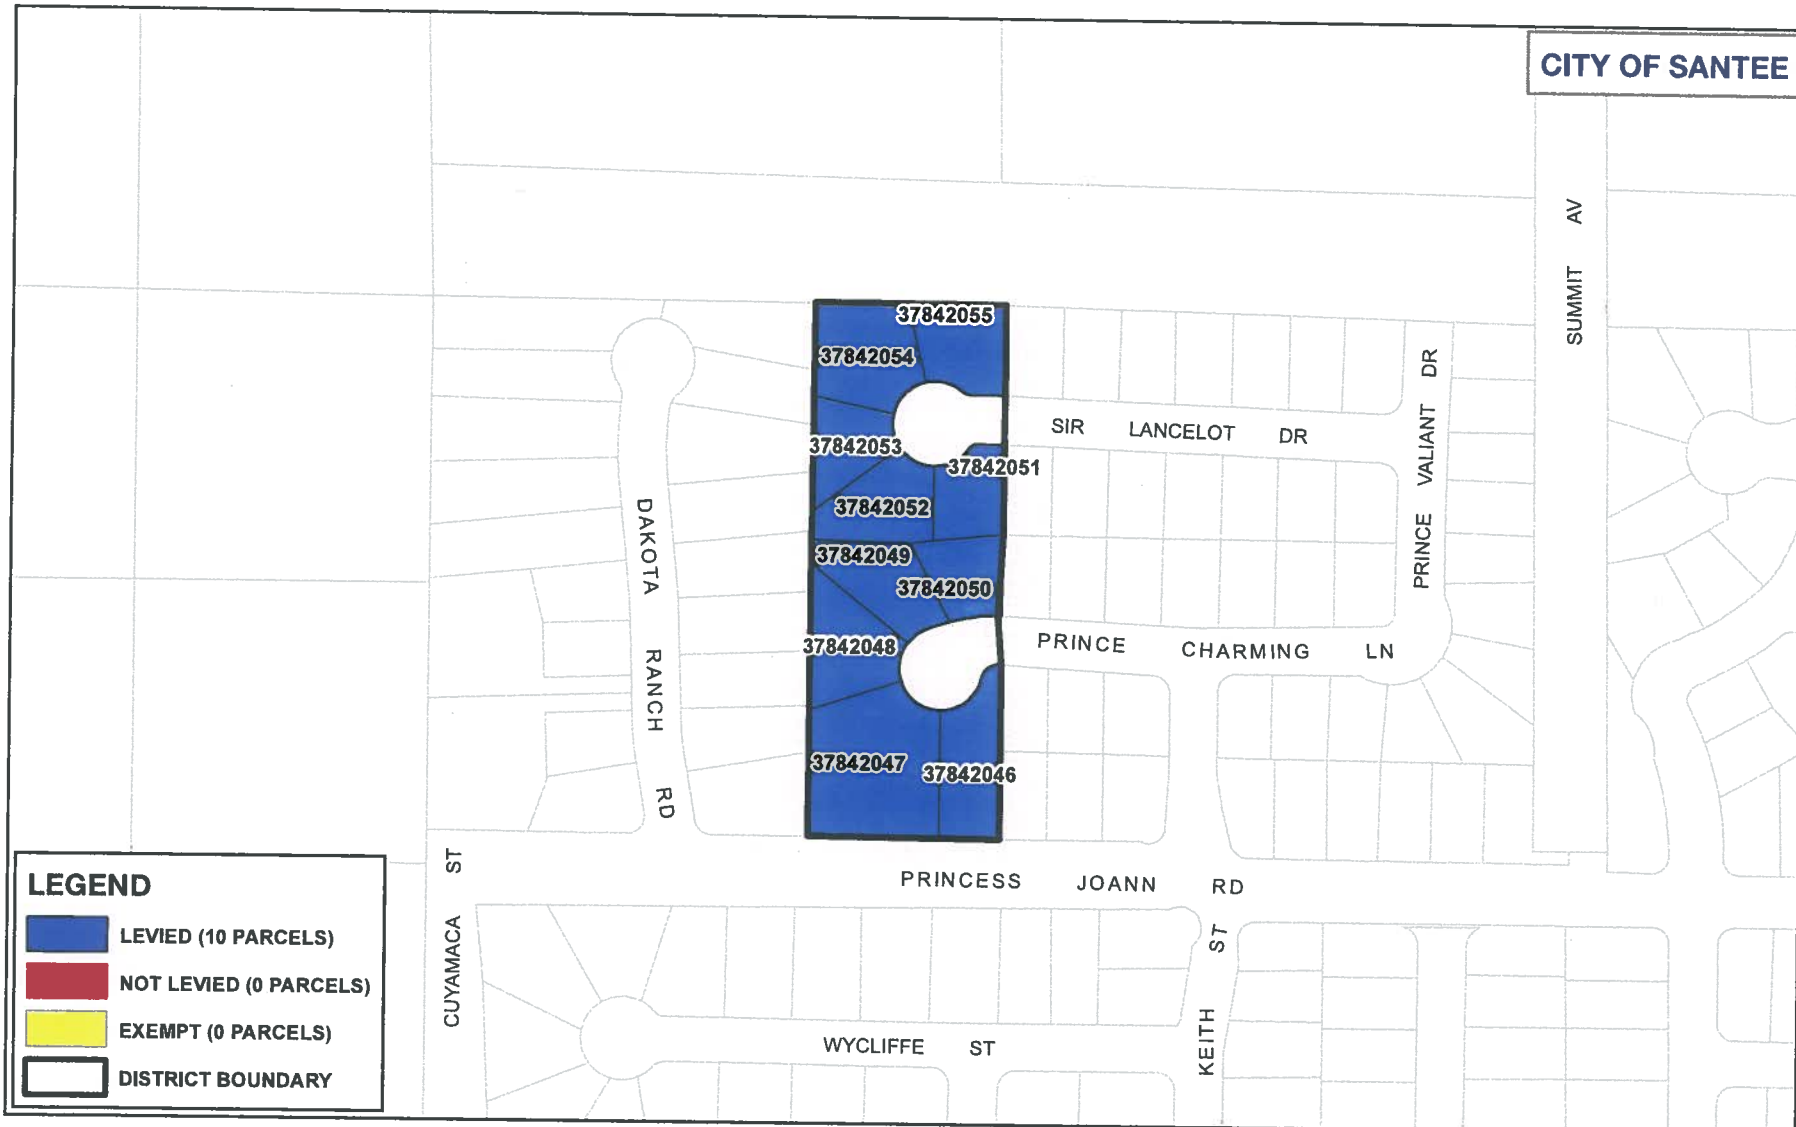 CITY OF SANTEE
SUMMIT AV
37842055
37842054
PRINCE VALIANT DR
SIR LANCELOT DR
37842053
37842051
37842052
DAKOTA RANCH RD
37842049
37842050
PRINCE CHARMING LN
37842048
37842047
37842046
PRINCESS JOANN RD
CUYAMACA ST
KEITH ST
WYCLIFFE ST
LEGEND
LEVIED (10 PARCELS)
NOT LEVIED (0 PARCELS)
EXEMPT (0 PARCELS)
DISTRICT BOUNDARY